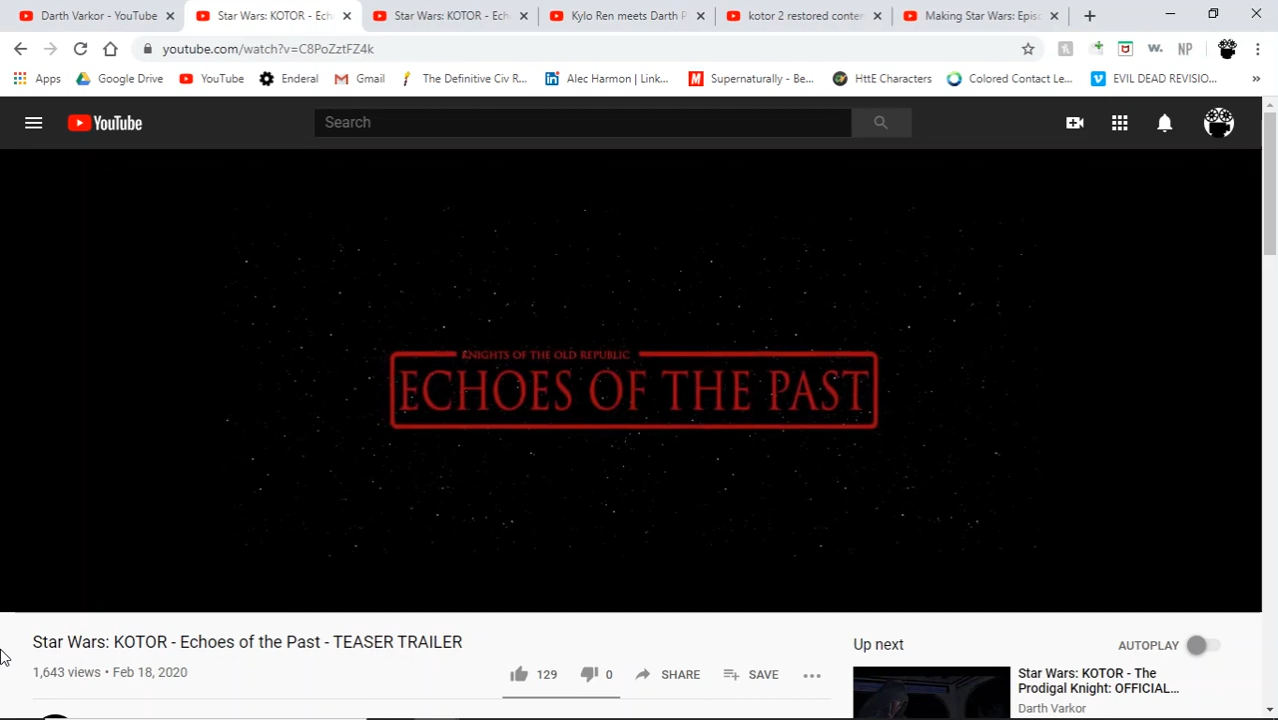 Darth Varkor - YouTube
Star Wars: KOTOR - Ech
Star Wars: KOTOR - Ech
Kylo Ren meets Darth P
kotor 2 restored conten
Making Star Wars: Episo
youtube.com/watch?v=C8PoZztFZ4k
W.
NP
Apps
Google Drive
YouTube
Enderal
Gmail
The Definitive Civ R...
Alec Harmon | Link...
Supernaturally - Be...
HttE Characters
Colored Contact Le...
EVIL DEAD REVISIO...
YouTube
Search
KNIGHTS OF THE OLD REPUBLIC
ECHOES OF THE PAST
Star Wars: KOTOR - Echoes of the Past - TEASER TRAILER
1,643 views • Feb 18, 2020
129
0
SHARE
SAVE
Up next
AUTOPLAY
Star Wars: KOTOR - The
Prodigal Knight: OFFICIAL...
Darth Varkor